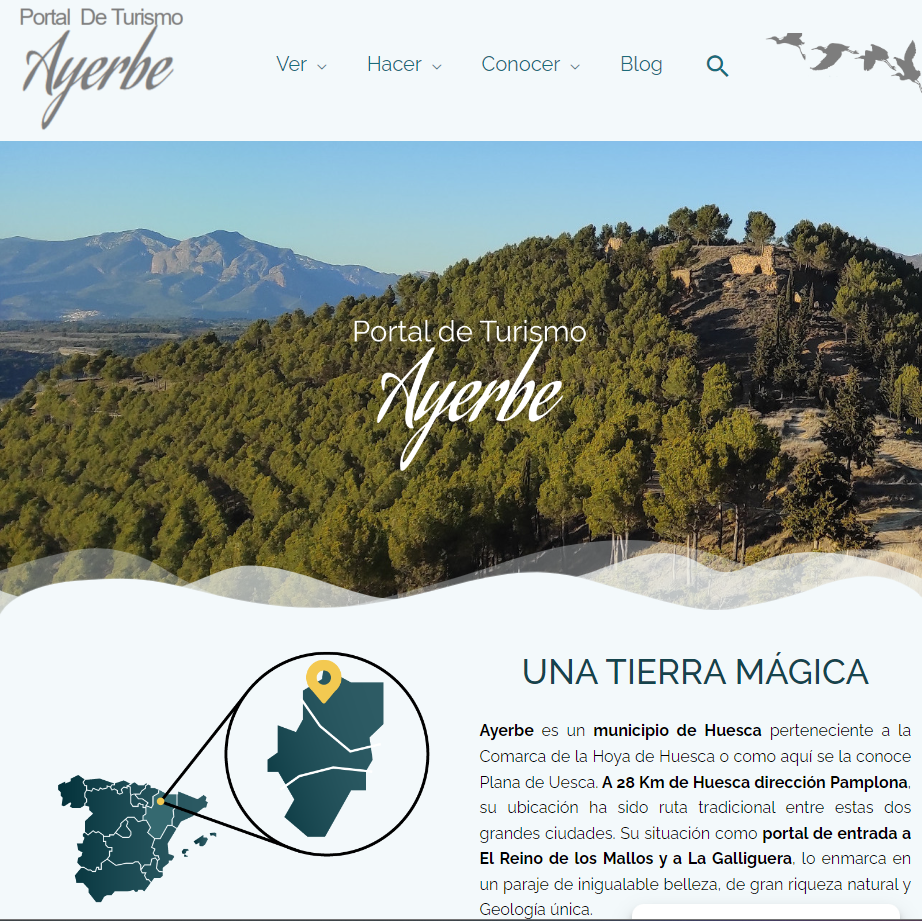 Portal De Turismo
Ayerbe
Ver
Hacer
Conocer
Blog
Portal de Turismo
Ayerbe
UNA TIERRA MÁGICA
Ayerbe es un municipio de Huesca perteneciente a la
Comarca de la Hoya de Huesca o como aquí se la conoce
Plana de Uesca. A 28 Km de Huesca dirección Pamplona,
su ubicación ha sido ruta tradicional entre estas dos
grandes ciudades. Su situación como portal de entrada a
El Reino de los Mallos y a La Galliguera, lo enmarca en
un paraje de inigualable belleza, de gran riqueza natural y
Geología única.